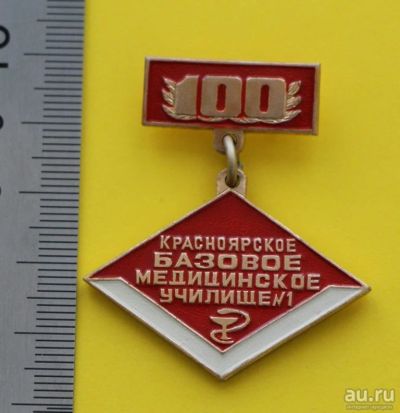 100
КРАСНОЯРСКОЕ
БАЗОВОЕ
МЕДИЦИНСКОЕ
УЧИЛИЩЕ №1
au.ru